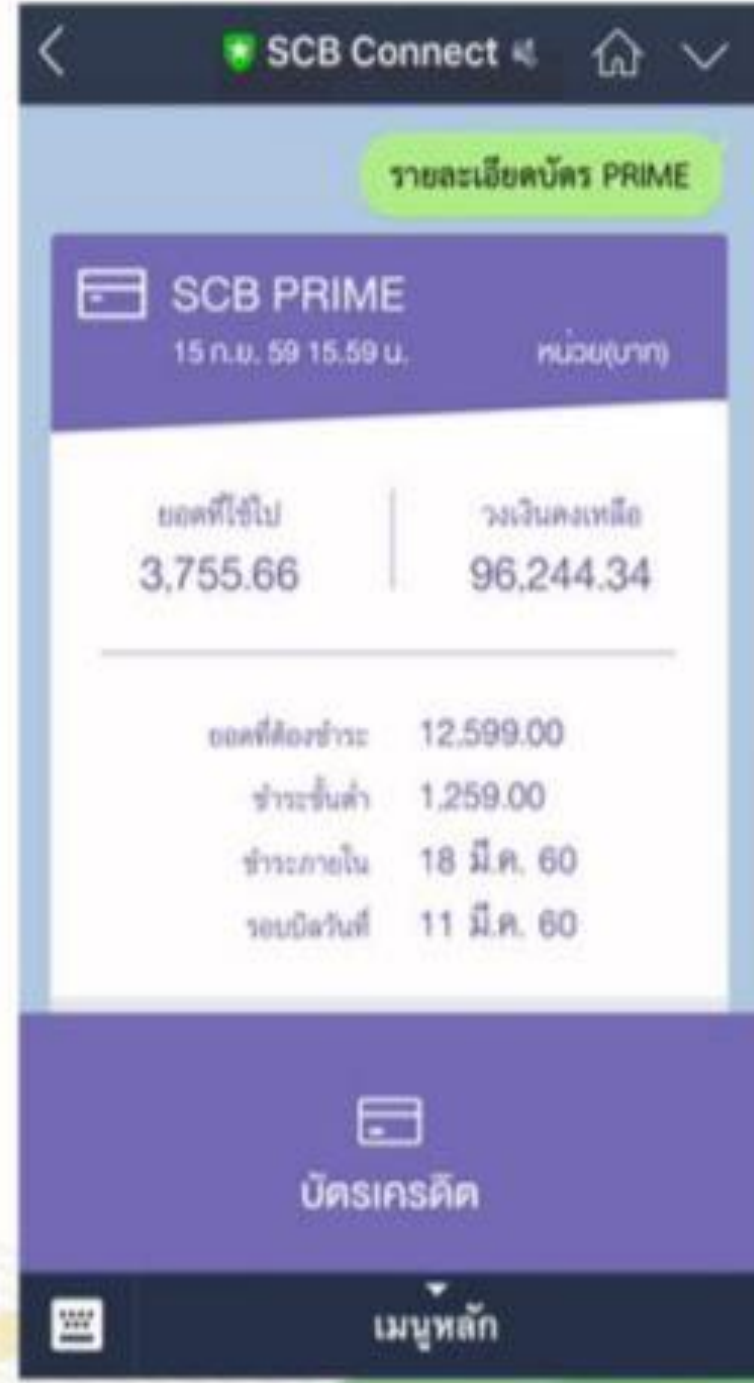 SCB Connect
รายละเอียดบัตร PRIME
SCB PRIME
15 ก.ย. 59 15.59 น. หน่วย(บาท)
ยอดที่ใช้ไป วงเงินคงเหลือ
3,755.66 96,244.34
ยอดที่ต้องชำระ 12,599.00
ชำระขั้นต่ำ 1,259.00
ชำระภายใน 18 มี.ค. 60
รอบบิลวันที่ 11 มี.ค. 60
บัตรเครดิต
เมนูหลัก